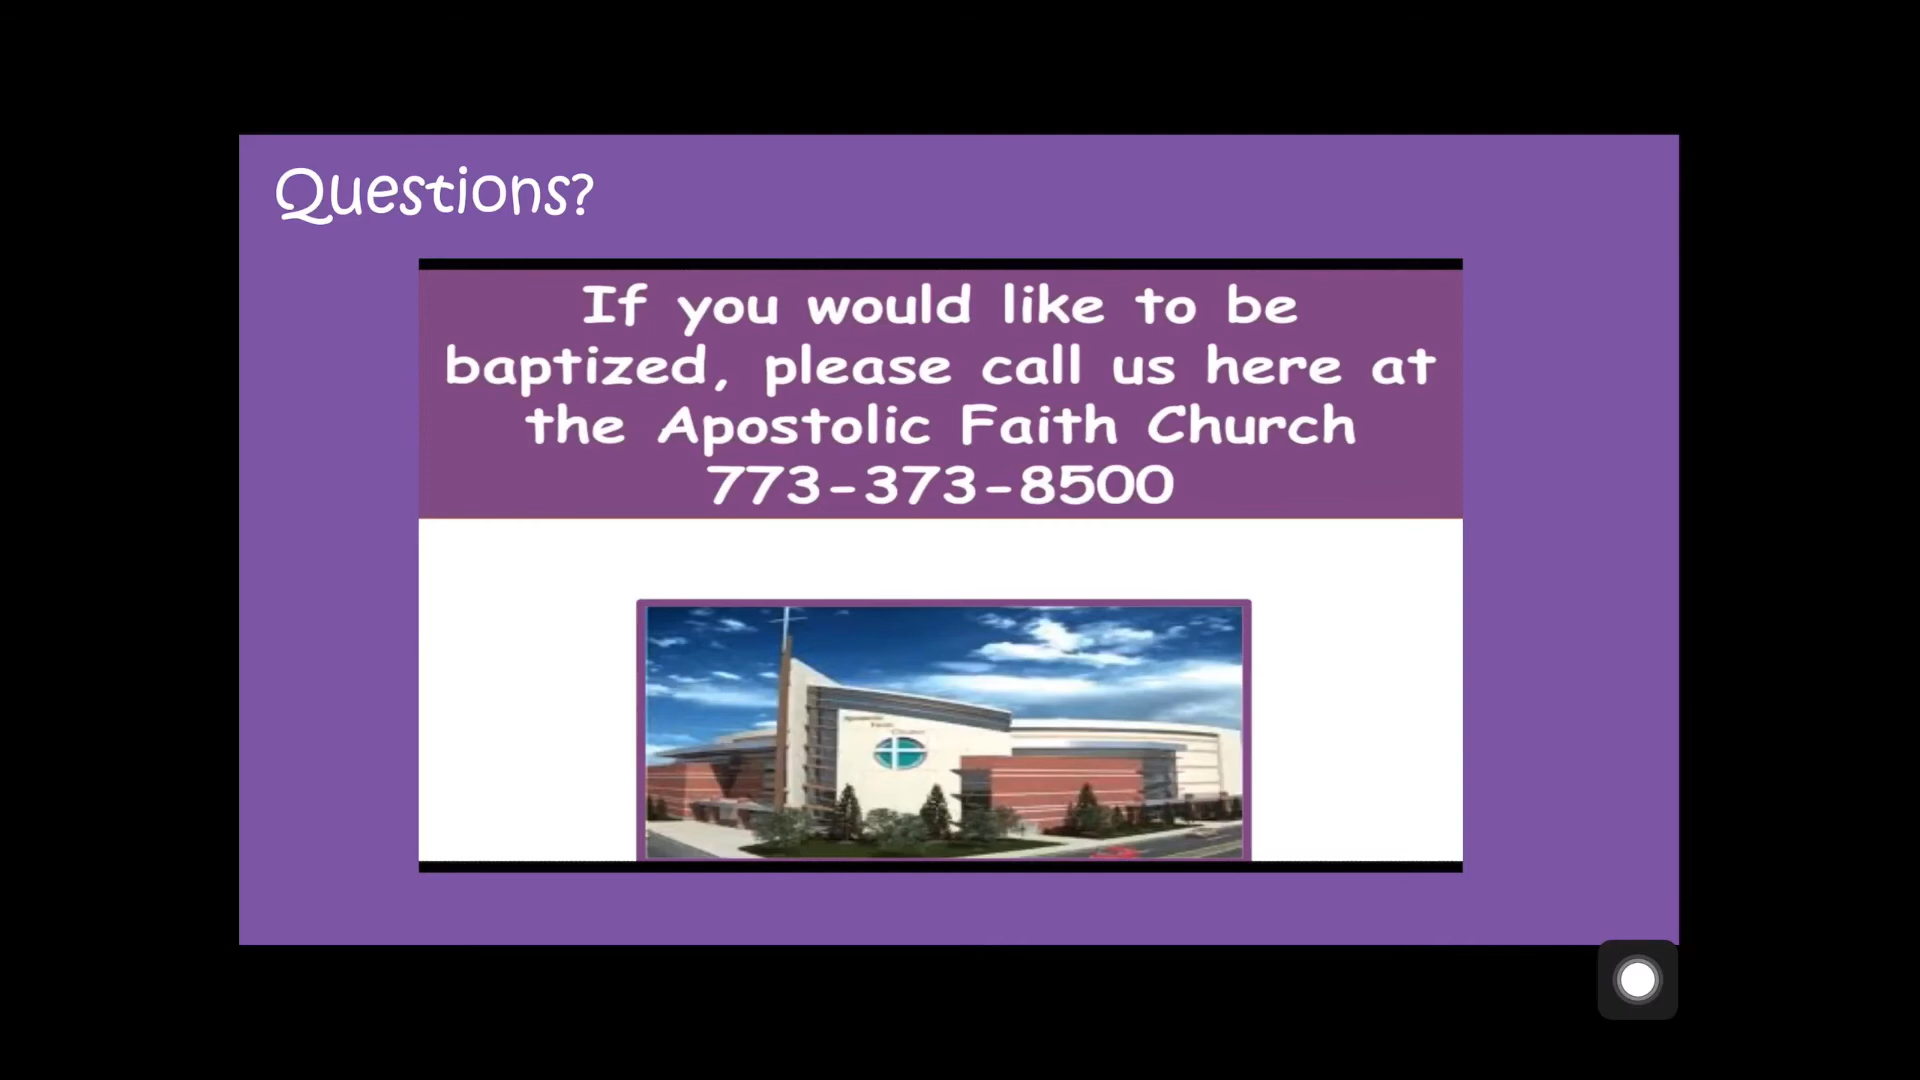 Questions?
If you would like to be
baptized, please call us here at
the Apostolic Faith Church
773-373-8500